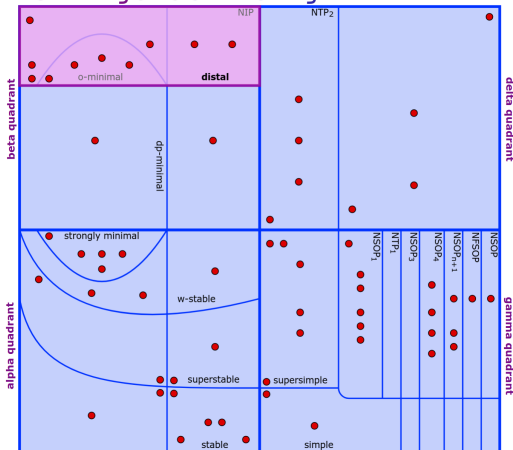 NIP
NTP2
o-minimal
distal
beta quadrant
dp-minimal
delta quadrant
strongly minimal
NSOP1
NTP1
NSOP3
NSOP4
NSOPn+1
NFSOP
NSOP
w-stable
alpha quadrant
gamma quadrant
superstable
supersimple
stable
simple